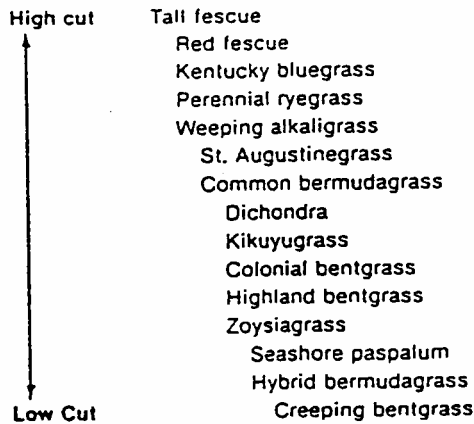 High cut Tall fescue
Red fescue
Kentucky bluegrass
Perennial ryegrass
Weeping alkaligrass
St. Augustinegrass
Common bermudagrass
Dichondra
Kikuyugrass
Colonial bentgrass
Highland bentgrass
Zoysiagrass
Seashore paspalum
Hybrid bermudagrass
Low Cut Creeping bentgrass